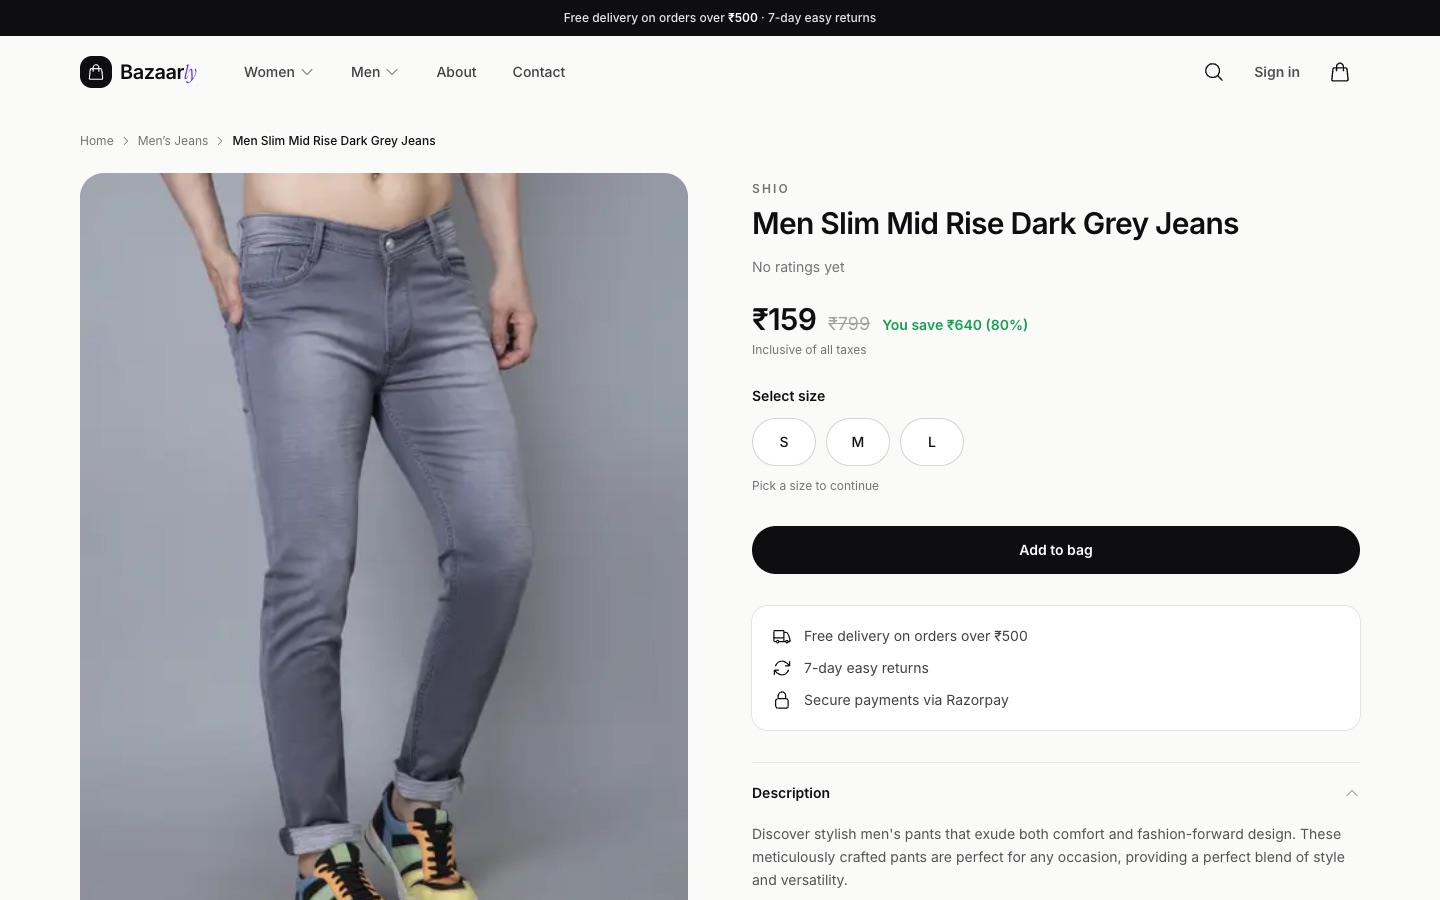 Free delivery on orders over ₹500 · 7-day easy returns
Bazaarly
Women
Men
About
Contact
Sign in
Home
Men's Jeans
Men Slim Mid Rise Dark Grey Jeans
SHIO
Men Slim Mid Rise Dark Grey Jeans
No ratings yet
₹159 ₹799 You save ₹640 (80%)
Inclusive of all taxes
Select size
S
M
L
Pick a size to continue
Add to bag
Free delivery on orders over ₹500
7-day easy returns
Secure payments via Razorpay
Description
Discover stylish men's pants that exude both comfort and fashion-forward design. These
meticulously crafted pants are perfect for any occasion, providing a perfect blend of style
and versatility.